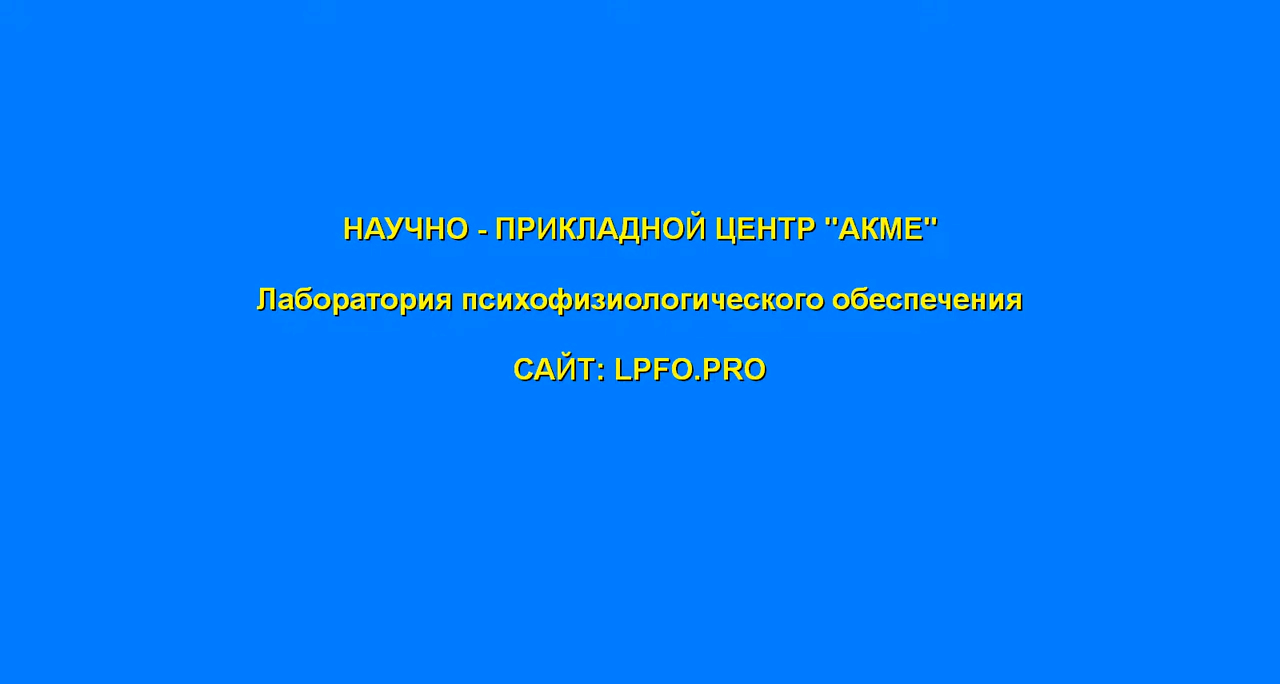 НАУЧНО - ПРИКЛАДНОЙ ЦЕНТР "АКМЕ"
Лаборатория психофизиологического обеспечения
САЙТ: LPFO.PRO